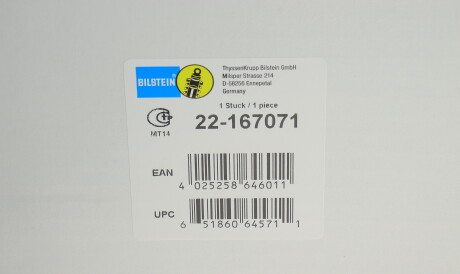 BILSTEIN
ThyssenKrupp Bilstein GmbH
Milsper Strasse 214
D-58256 Ennepetal
Germany
1 Stuck / 1 piece
22-167071
MT14
EAN
4 025258 646011
UPC
6 51860 64571 1